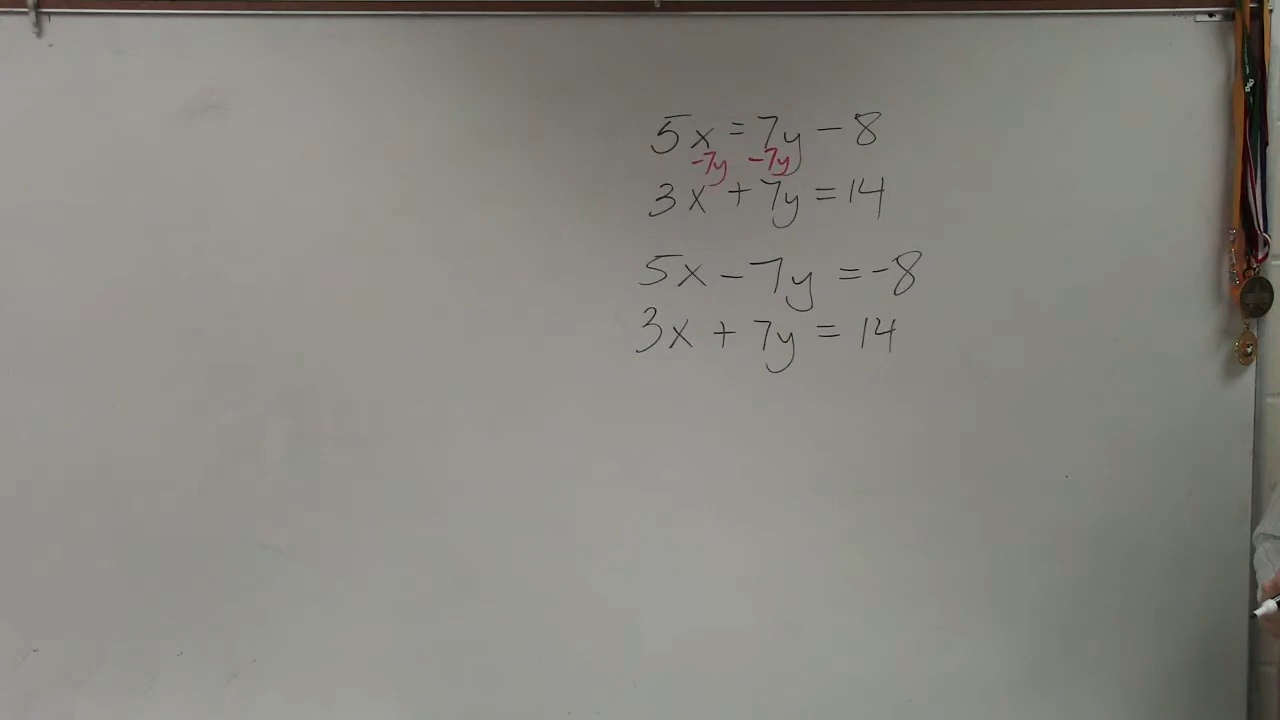 5x = 7y - 8
-7y -7y
3x + 7y = 14
5x - 7y = -8
3x + 7y = 14